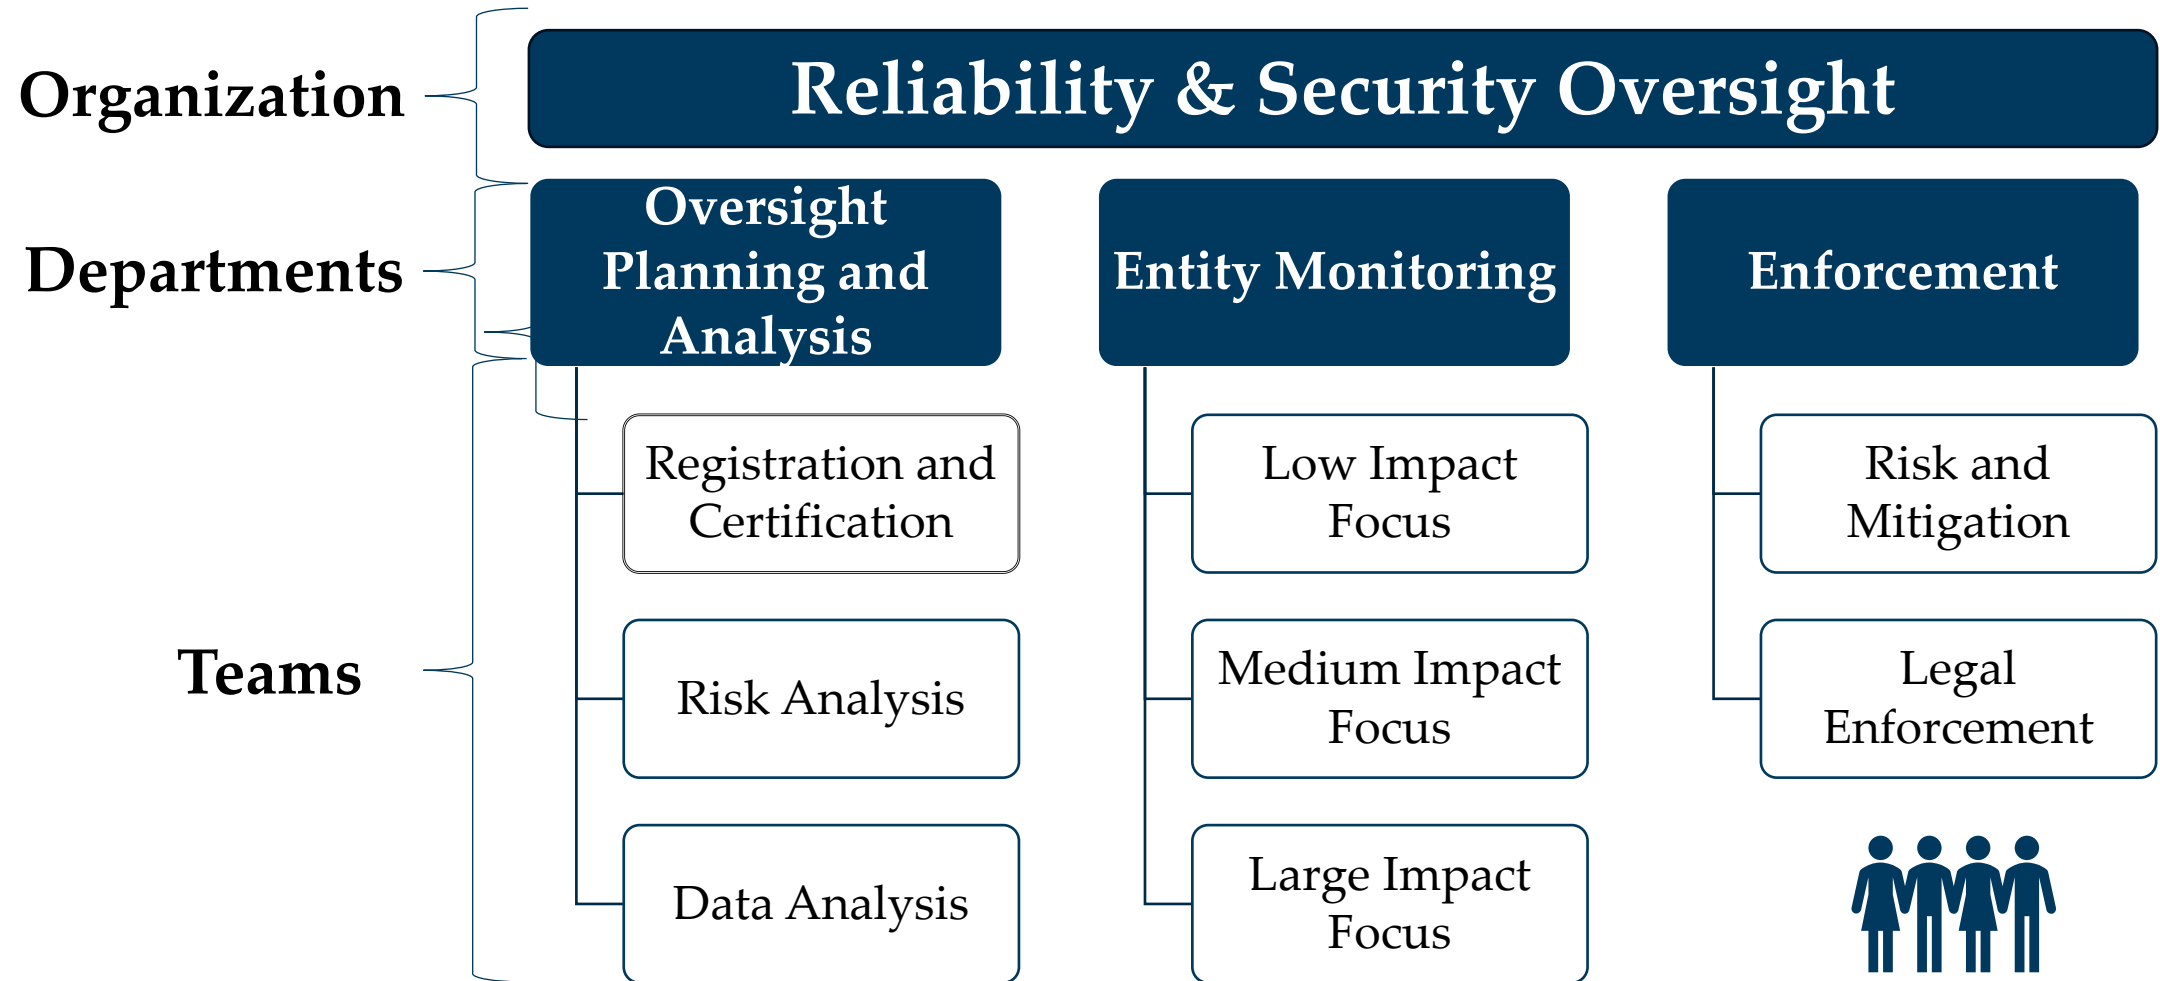 Organization
Reliability & Security Oversight
Departments
Oversight
Planning and
Analysis
Entity Monitoring
Enforcement
Teams
Registration and
Certification
Risk Analysis
Data Analysis
Low Impact
Focus
Medium Impact
Focus
Large Impact
Focus
Risk and
Mitigation
Legal
Enforcement